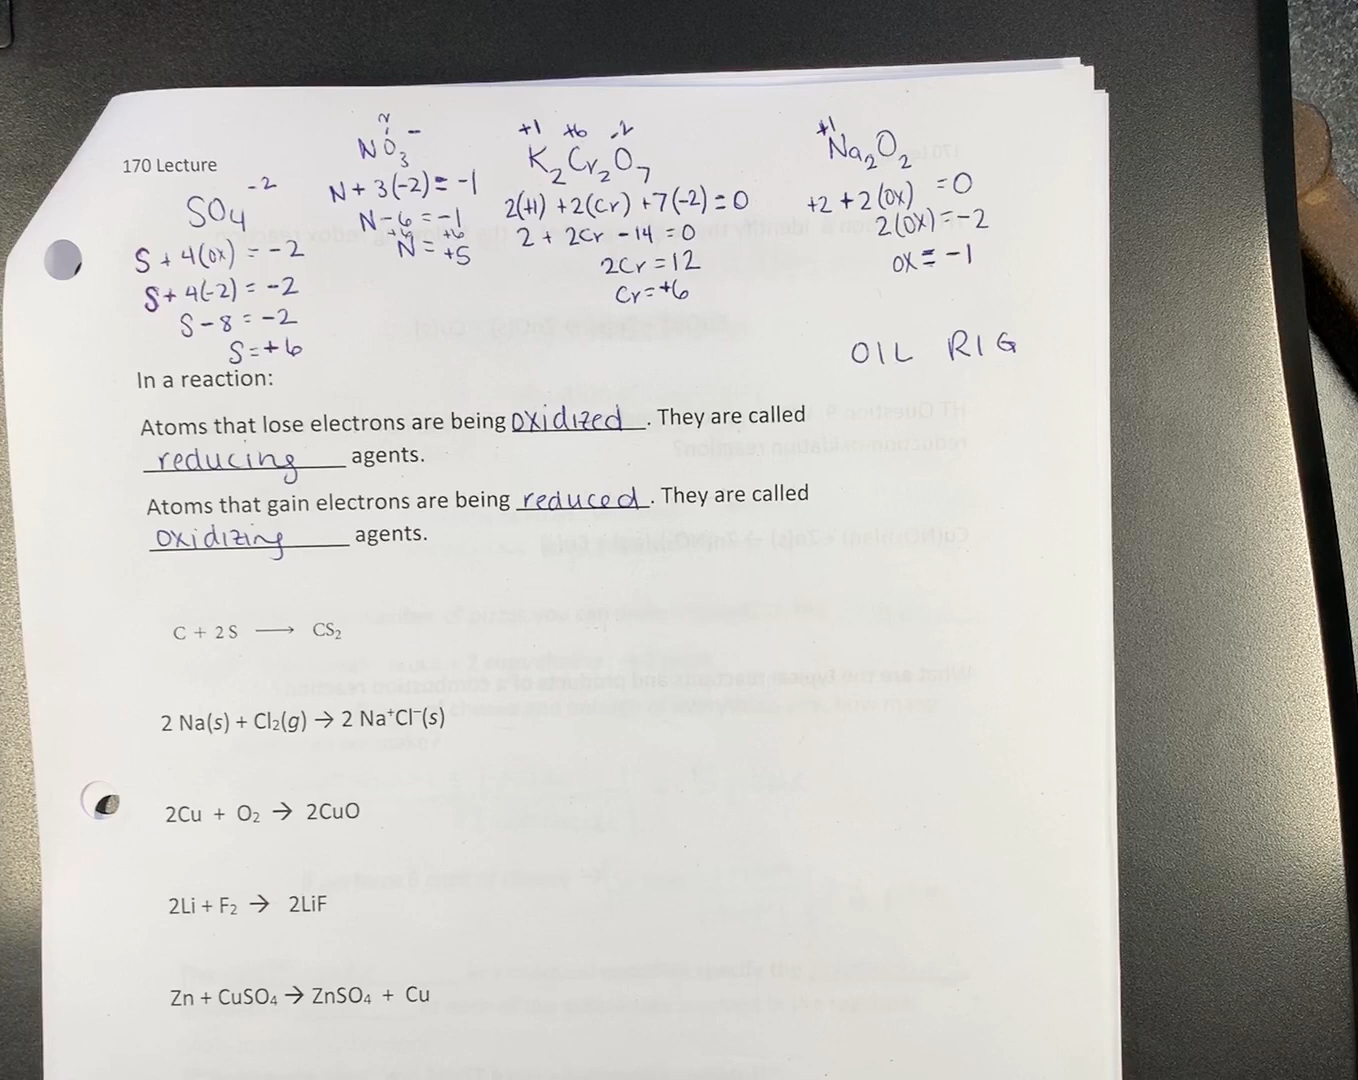 170 Lecture
SO4 -2
S + 4(ox) = -2
S + 4(-2) = -2
S - 8 = -2
S = +6
-2
NO3 -
N + 3(-2) = -1
N - 6 = -1
+6 +6
N = +5
+1 +6 -2
K2Cr2O7
2(+1) + 2(Cr) + 7(-2) = 0
2 + 2Cr - 14 = 0
2Cr = 12
Cr = +6
+1
Na2O2
+2 + 2(ox) = 0
2(ox) = -2
ox = -1
OIL RIG
In a reaction:
Atoms that lose electrons are being oxidized. They are called
reducing agents.
Atoms that gain electrons are being reduced. They are called
oxidizing agents.
C + 2 S ⟶ CS2
2 Na(s) + Cl2(g) → 2 Na+Cl–(s)
2Cu + O2 → 2CuO
2Li + F2 → 2LiF
Zn + CuSO4 → ZnSO4 + Cu